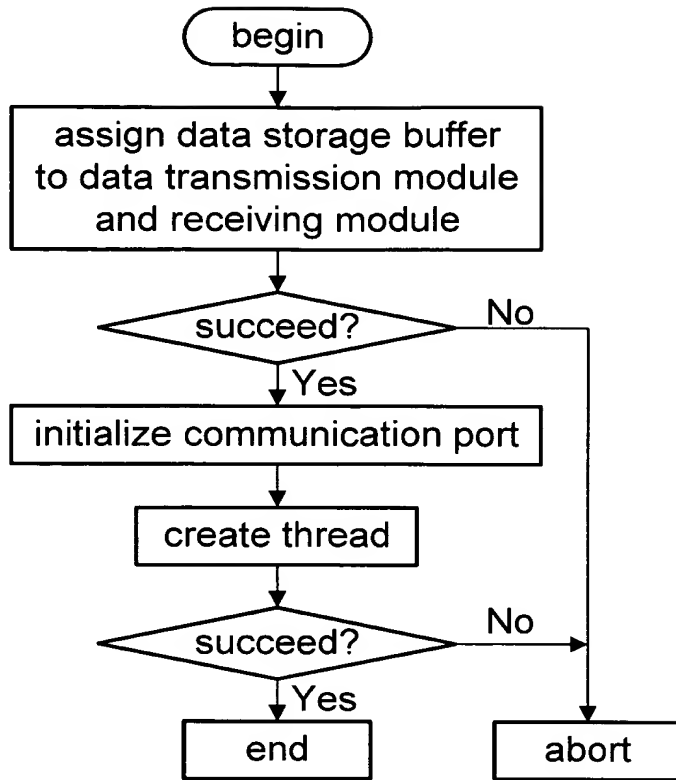 begin
assign data storage buffer
to data transmission module
and receiving module
succeed?
No
Yes
initialize communication port
create thread
succeed?
No
Yes
end
abort